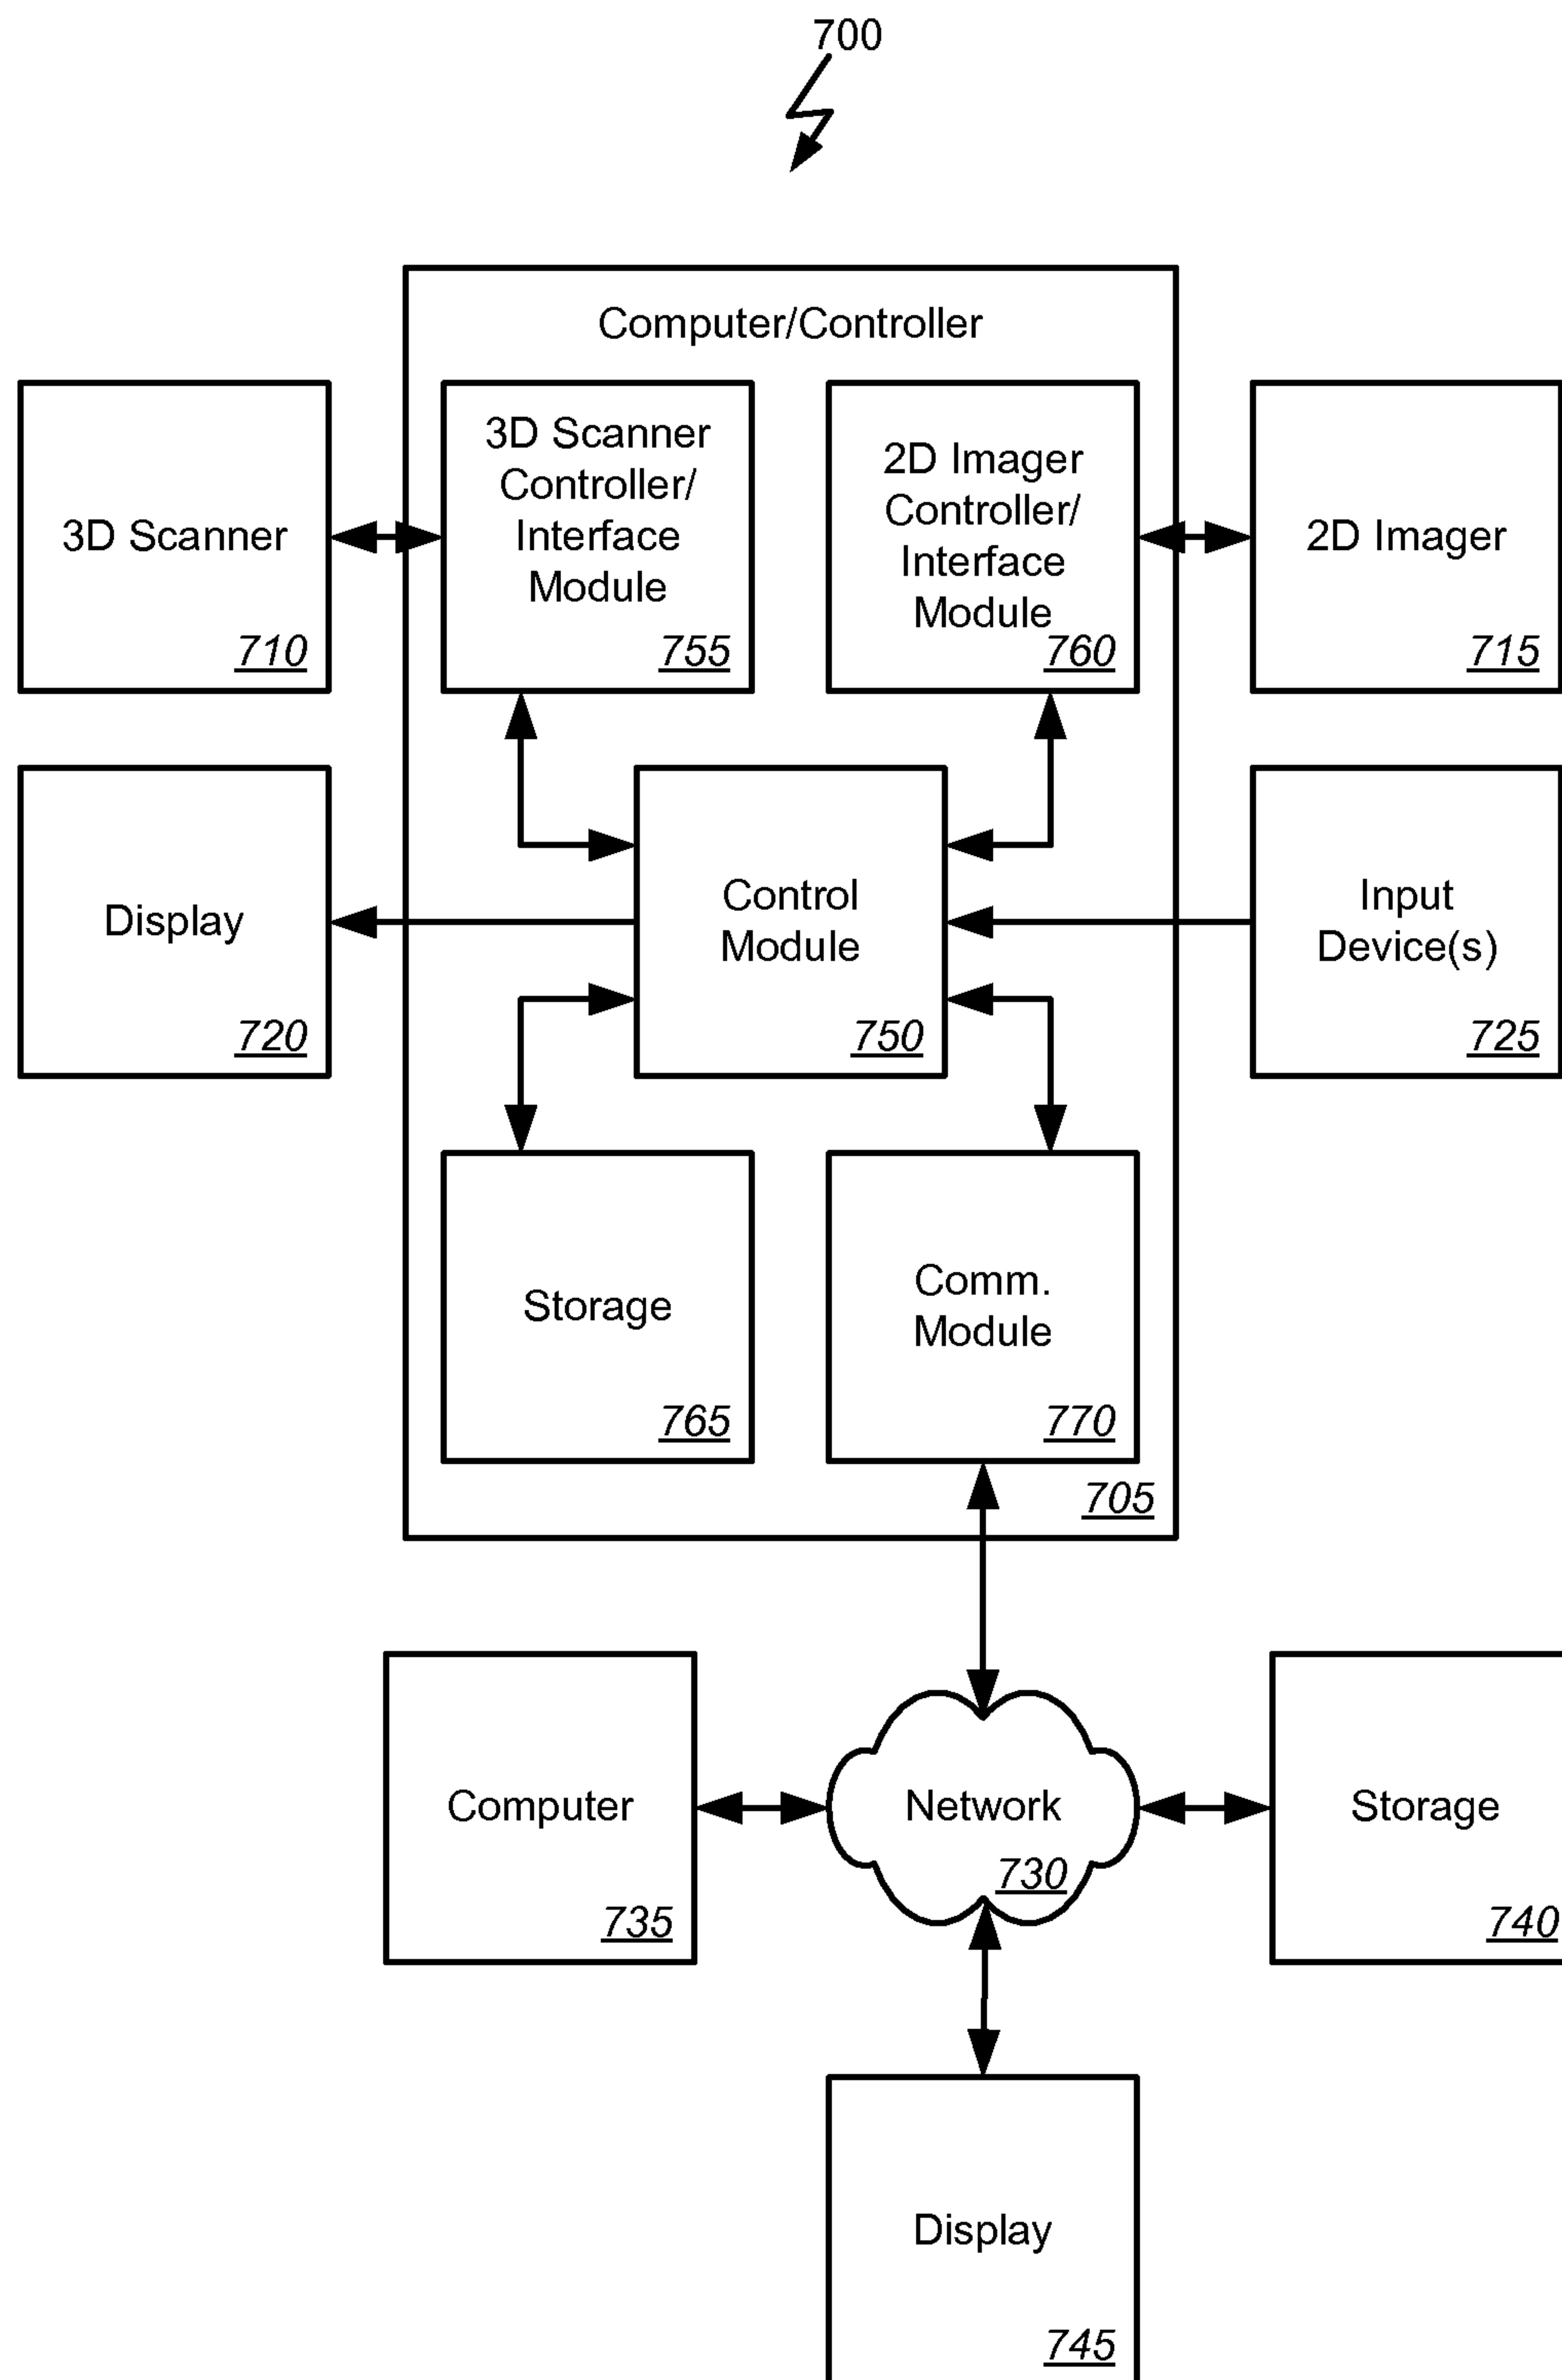 700
Computer/Controller
3D Scanner
710
3D Scanner
Controller/
Interface
Module
755
2D Imager
Controller/
Interface
Module
760
2D Imager
715
Display
720
Control
Module
750
Input
Device(s)
725
Storage
765
Comm.
Module
770
705
Computer
735
Network
730
Storage
740
Display
745